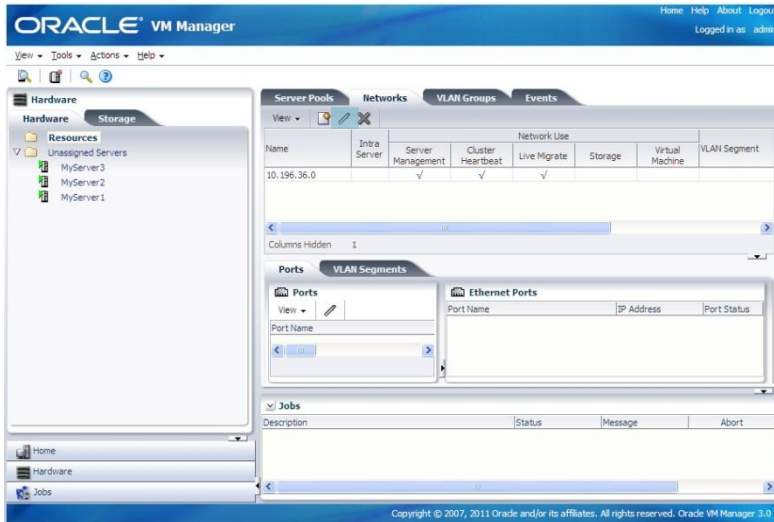 ORACLE VM Manager
Home Help About Logou
Logged in as admi
View Tools Actions Help
Hardware
Hardware Storage
Resources
Unassigned Servers
MyServer3
MyServer2
MyServer1
Home
Hardware
Jobs
Server Pools Networks VLAN Groups Events
View
Network Use
Name Intra Server Server Management Cluster Heartbeat Live Migrate Storage Virtual Machine VLAN Segment
10.196.36.0 √ √ √
Columns Hidden 1
Ports VLAN Segments
Ports
View
Port Name
Ethernet Ports
Port Name IP Address Port Status
Jobs
Description Status Message Abort
Copyright © 2007, 2011 Oracle and/or its affiliates. All rights reserved. Oracle VM Manager 3.0